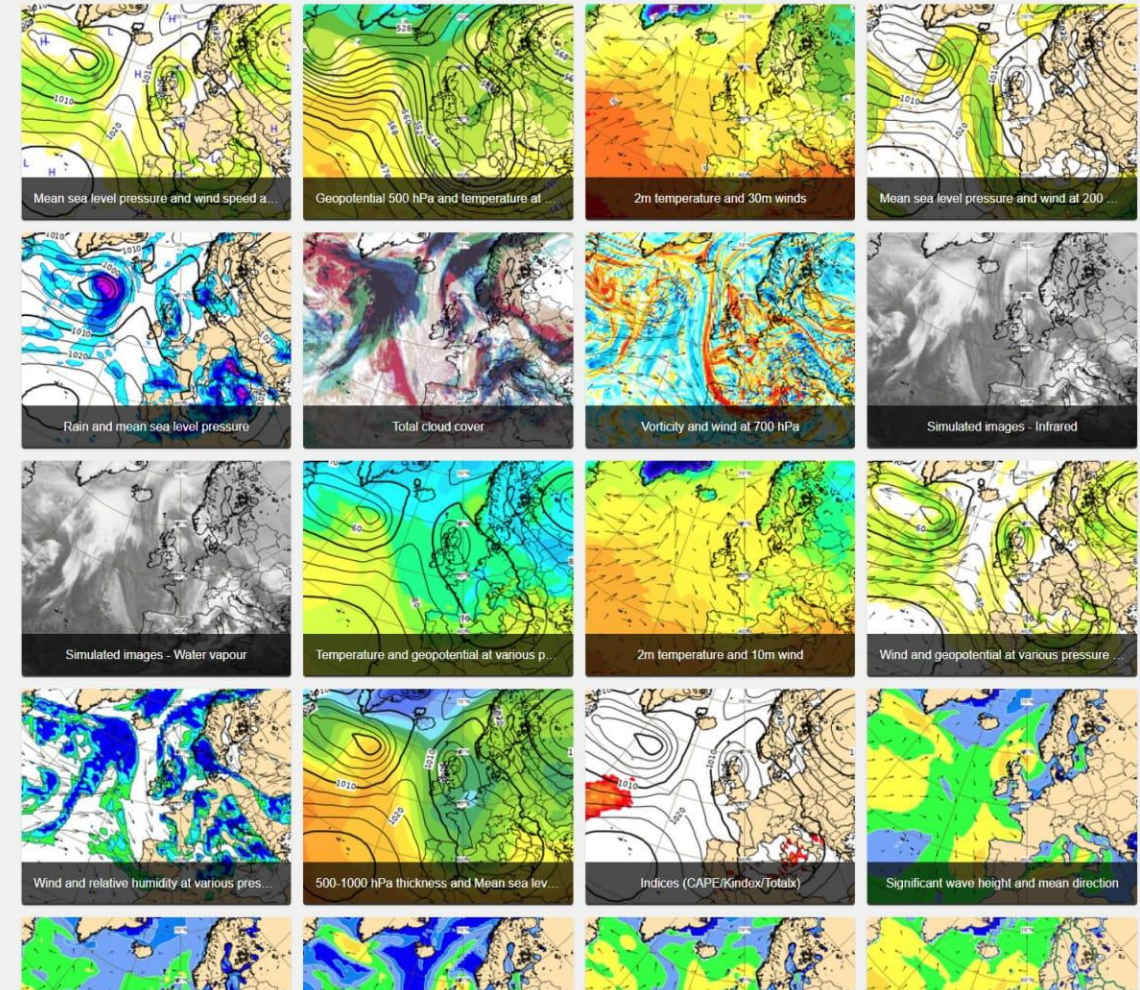 Mean sea level pressure and wind speed a...
Geopotential 500 hPa and temperature at ...
2m temperature and 30m winds
Mean sea level pressure and wind at 200 ...
Rain and mean sea level pressure
Total cloud cover
Vorticity and wind at 700 hPa
Simulated images - Infrared
Simulated images - Water vapour
Temperature and geopotential at various p...
2m temperature and 10m wind
Wind and geopotential at various pressure ...
Wind and relative humidity at various pres...
500-1000 hPa thickness and Mean sea lev...
Indices (CAPE/Kindex/Totalx)
Significant wave height and mean direction